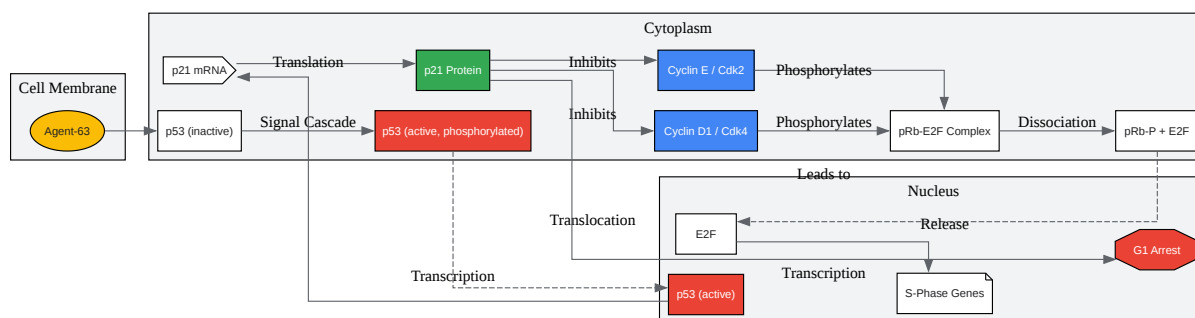 Cytoplasm
p21 mRNA
Translation
p21 Protein
Inhibits
Cyclin E / Cdk2
Phosphorylates
Cell Membrane
Agent-63
p53 (inactive)
Signal Cascade
p53 (active, phosphorylated)
Inhibits
Cyclin D1 / Cdk4
Phosphorylates
pRb-E2F Complex
Dissociation
pRb-P + E2F
Leads to
Nucleus
Translocation
E2F
Release
G1 Arrest
Transcription
Transcription
p53 (active)
S-Phase Genes